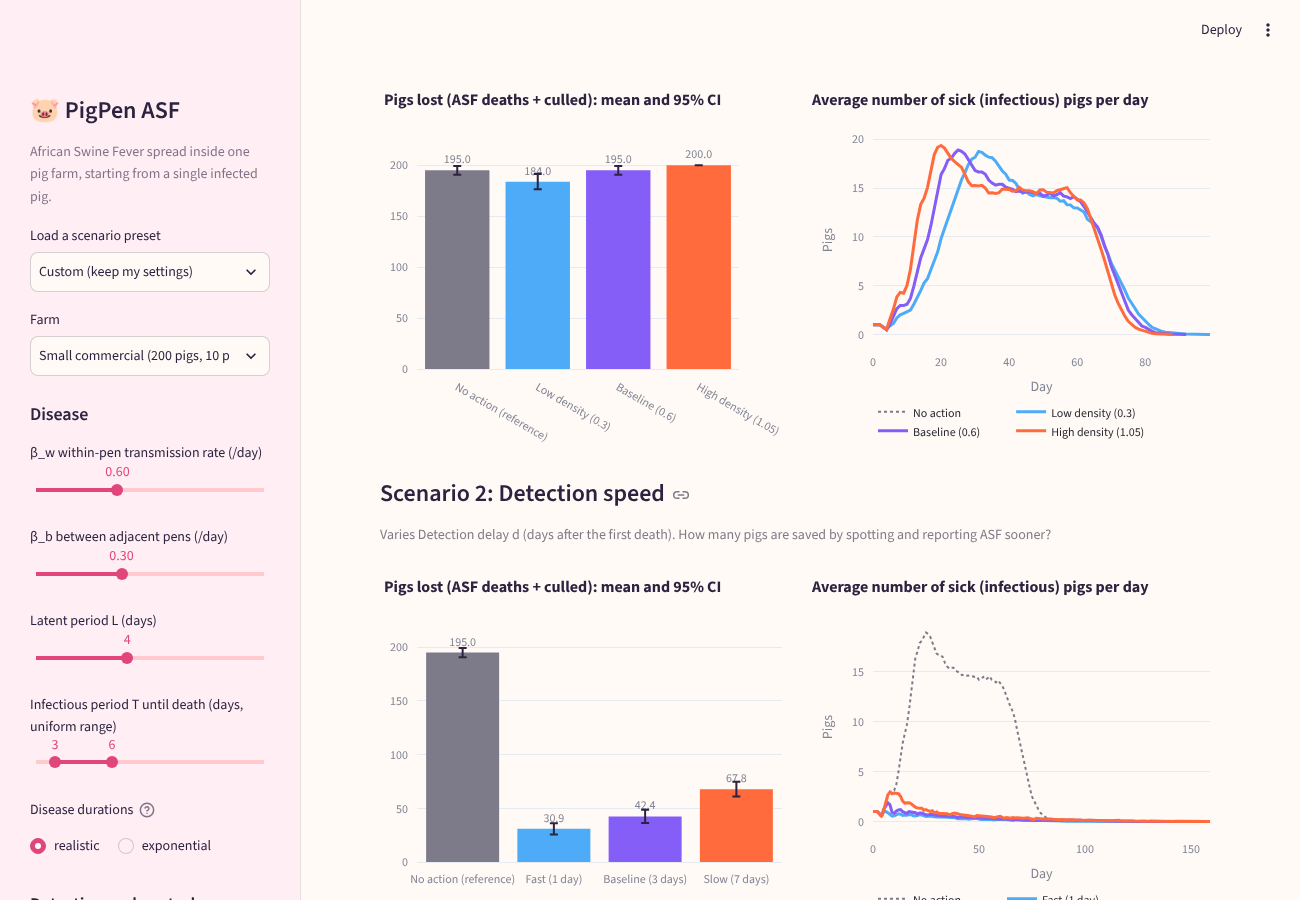 Deploy
PigPen ASF
African Swine Fever spread inside one
pig farm, starting from a single infected
pig.
Load a scenario preset
Custom (keep my settings)
Farm
Small commercial (200 pigs, 10 p
Disease
β_w within-pen transmission rate (/day)
0.60
β_b between adjacent pens (/day)
0.30
Latent period L (days)
4
Infectious period T until death (days,
uniform range)
3 6
Disease durations
realistic exponential
Pigs lost (ASF deaths + culled): mean and 95% CI
195.0 184.0 195.0 200.0
200
150
100
50
0
No action (reference) Low density (0.3) Baseline (0.6) High density (1.05)
Average number of sick (infectious) pigs per day
20
15
10
5
0
Pigs
0 20 40 60 80
Day
No action Low density (0.3)
Baseline (0.6) High density (1.05)
Scenario 2: Detection speed
Varies Detection delay d (days after the first death). How many pigs are saved by spotting and reporting ASF sooner?
Pigs lost (ASF deaths + culled): mean and 95% CI
195.0 30.9 42.4 67.8
200
150
100
50
0
No action (reference) Fast (1 day) Baseline (3 days) Slow (7 days)
Average number of sick (infectious) pigs per day
15
10
5
0
Pigs
0 50 100 150
Day
No action Fast (1 day)